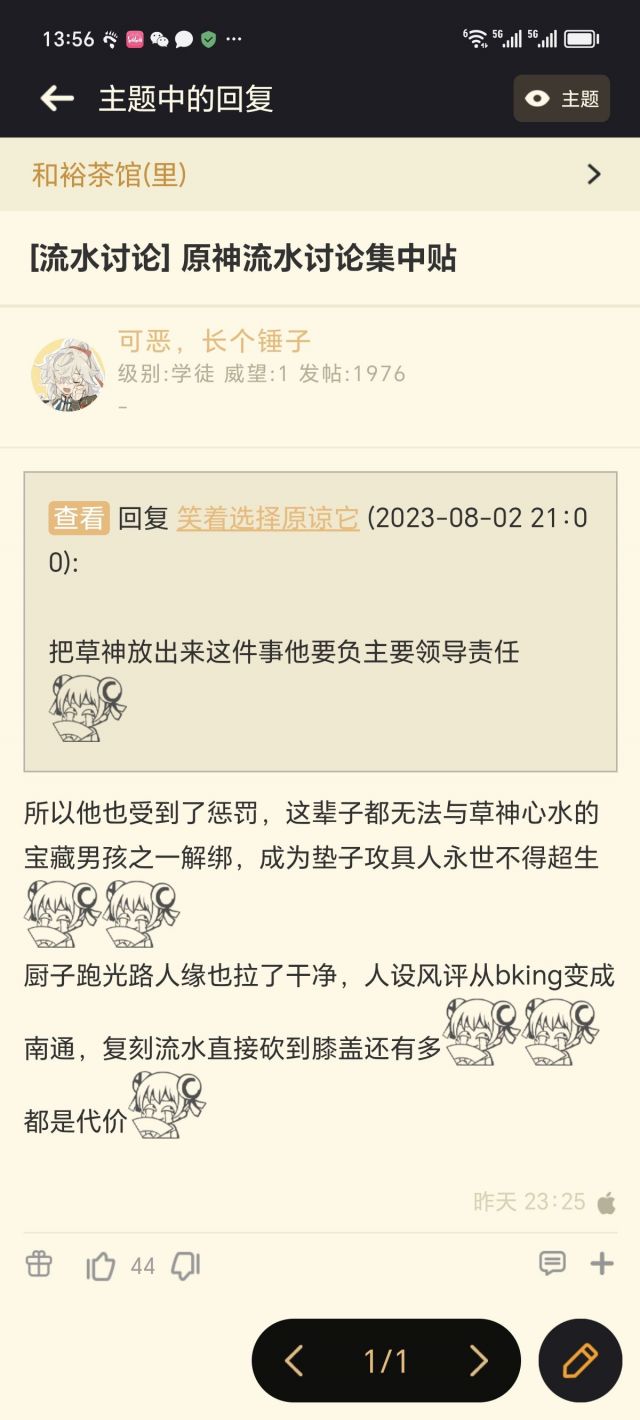 13:56
6 5G 5G
主题中的回复
主题
和裕茶馆(里)
[流水讨论] 原神流水讨论集中贴
可恶，长个锤子
级别:学徒 威望:1 发帖:1976
-
查看 回复 笑着选择原谅它 (2023-08-02 21:0
0):
把草神放出来这件事他要负主要领导责任
所以他也受到了惩罚，这辈子都无法与草神心水的
宝藏男孩之一解绑，成为垫子攻具人永世不得超生
厨子跑光路人缘也拉了干净，人设风评从bking变成
南通，复刻流水直接砍到膝盖还有多
都是代价
昨天 23:25
44
1/1